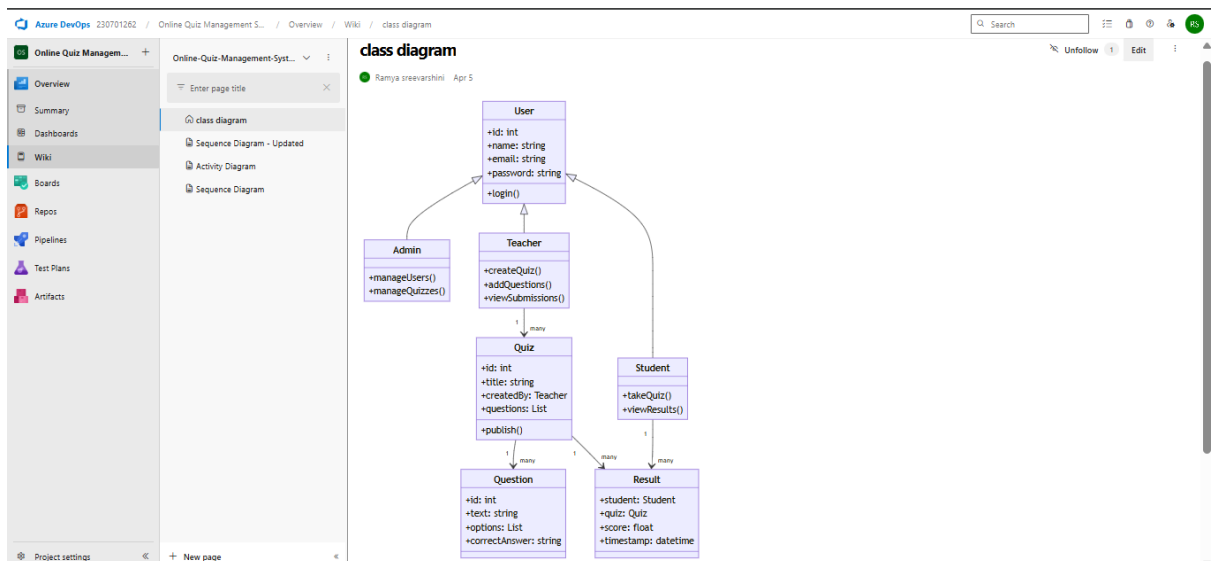 Azure DevOps 230701262 / Online Quiz Management S... / Overview / Wiki / class diagram
Search
RS
OS Online Quiz Managem... +
Overview
Summary
Dashboards
Wiki
Boards
Repos
Pipelines
Test Plans
Artifacts
Project settings
Online-Quiz-Management-Syst...
Enter page title
class diagram
Sequence Diagram - Updated
Activity Diagram
Sequence Diagram
+ New page
class diagram
Unfollow 1 Edit
Ramya sreevarshini Apr 5
User
+id: int
+name: string
+email: string
+password: string
+login()
Admin
+manageUsers()
+manageQuizzes()
Teacher
+createQuiz()
+addQuestions()
+viewSubmissions()
1
many
Quiz
+id: int
+title: string
+createdBy: Teacher
+questions: List
+publish()
Student
+takeQuiz()
+viewResults()
1
many
1
many
1
many
Question
+id: int
+text: string
+options: List
+correctAnswer: string
Result
+student: Student
+quiz: Quiz
+score: float
+timestamp: datetime